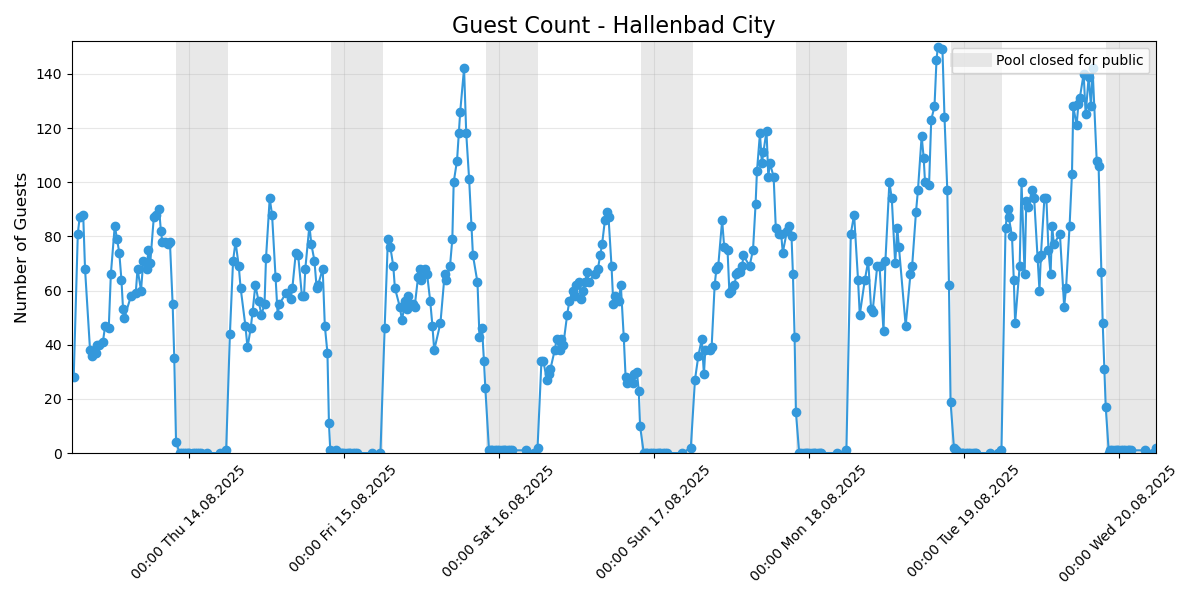 Guest Count - Hallenbad City
Pool closed for public
Number of Guests
140
120
100
80
60
40
20
0
00:00 Thu 14.08.2025
00:00 Fri 15.08.2025
00:00 Sat 16.08.2025
00:00 Sun 17.08.2025
00:00 Mon 18.08.2025
00:00 Tue 19.08.2025
00:00 Wed 20.08.2025